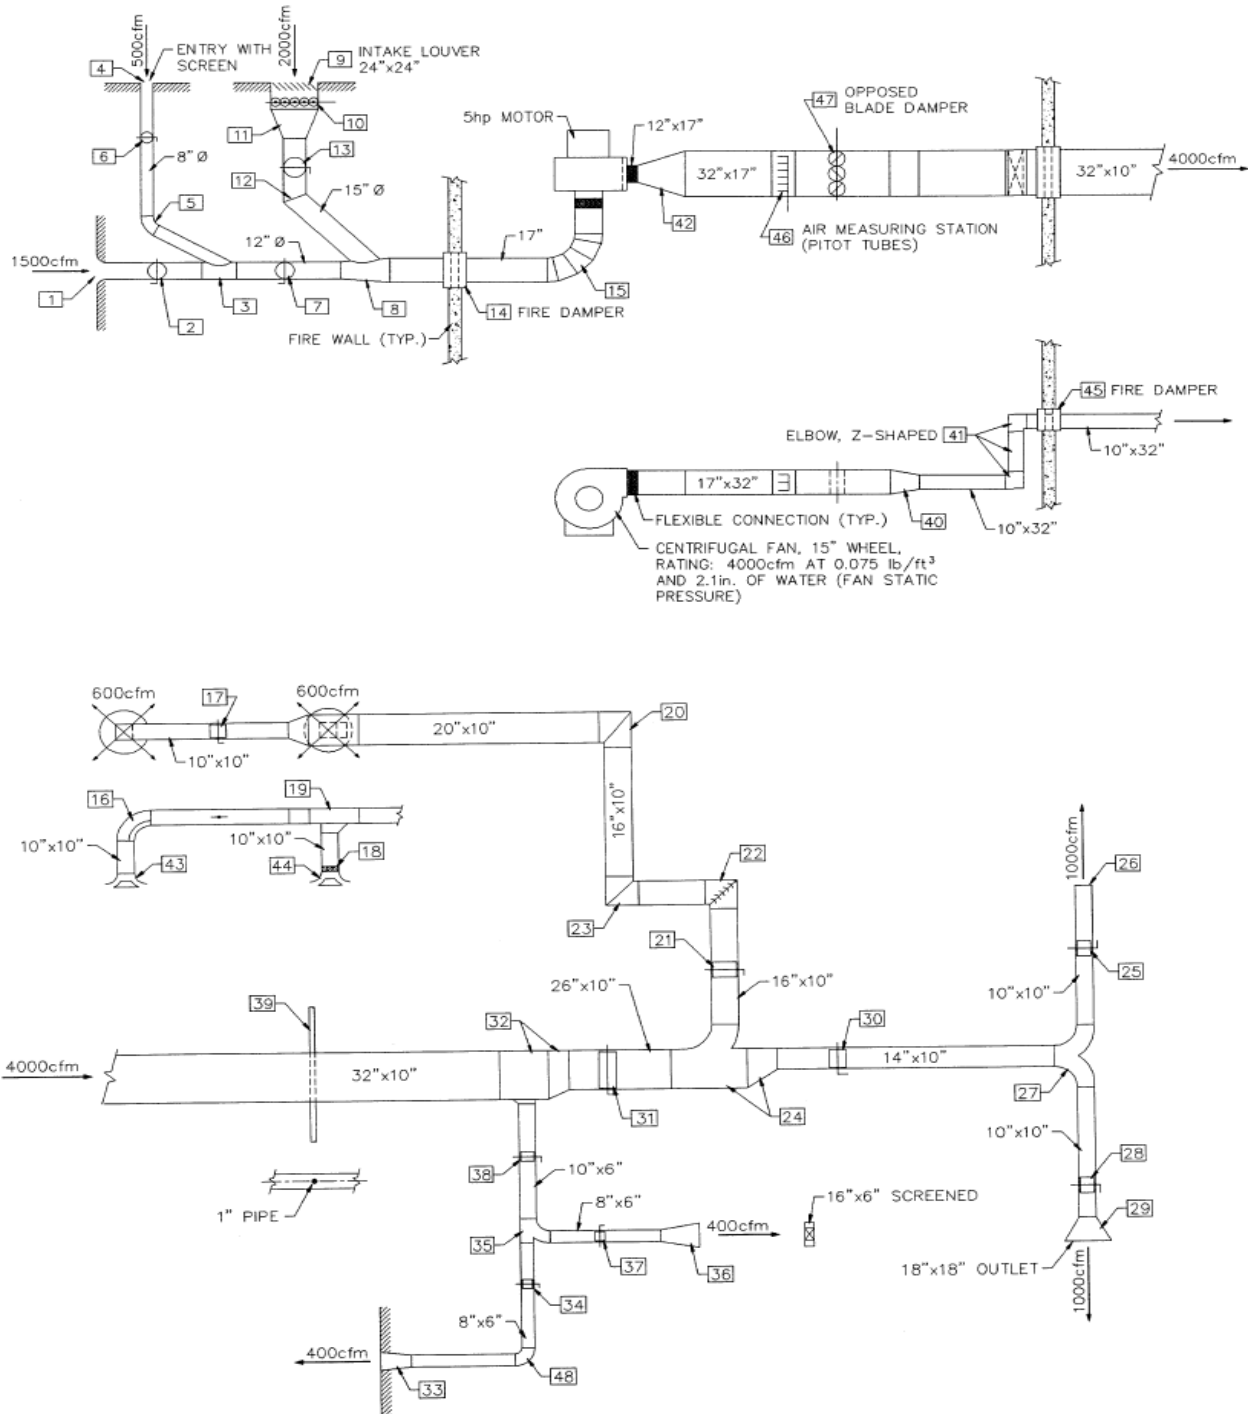 500cfm
2000cfm
4
ENTRY WITH
SCREEN
9
INTAKE LOUVER
24"x24"
10
11
6
13
8" Ø
12
15" Ø
5
12" Ø
1500cfm
1
2
3
7
8
FIRE WALL (TYP.)
17"
14 FIRE DAMPER
15
5hp MOTOR
12"x17"
42
32"x17"
47
OPPOSED
BLADE DAMPER
46
AIR MEASURING STATION
(PITOT TUBES)
32"x10"
4000cfm
45 FIRE DAMPER
ELBOW, Z-SHAPED 41
10"x32"
17"x32"
FLEXIBLE CONNECTION (TYP.)
40
10"x32"
CENTRIFUGAL FAN, 15" WHEEL,
RATING: 4000cfm AT 0.075 lb/ft³
AND 2.1in. OF WATER (FAN STATIC
PRESSURE)
600cfm
17
600cfm
20"x10"
20
10"x10"
16
19
10"x10"
10"x10"
18
43
44
16"x10"
22
23
21
16"x10"
26"x10"
39
32
30
4000cfm
32"x10"
31
24
14"x10"
1000cfm
26
25
10"x10"
27
10"x10"
28
29
18"x18" OUTLET
1000cfm
38
10"x6"
1" PIPE
8"x6"
400cfm
16"x6" SCREENED
35
37
36
34
8"x6"
400cfm
33
48